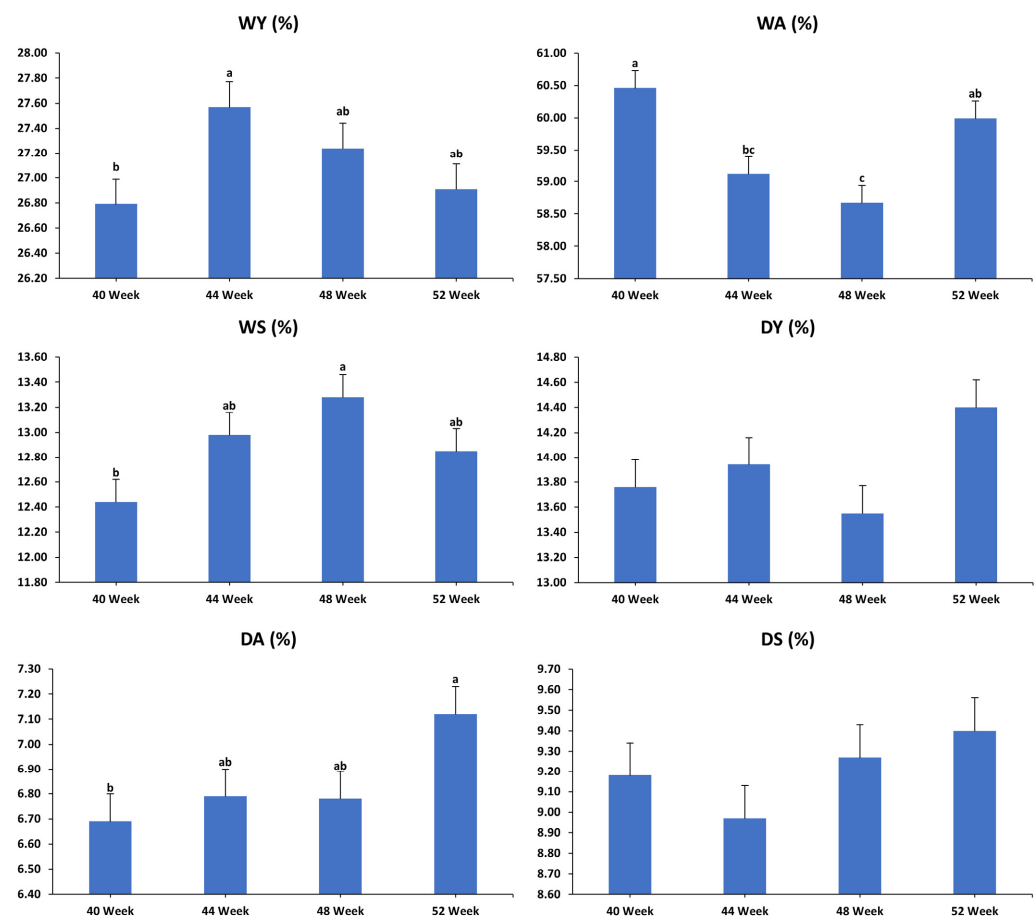 WY (%)
28.00
27.80
27.60
27.40
27.20
27.00
26.80
26.60
26.40
26.20
b
a
ab
ab
40 Week 44 Week 48 Week 52 Week
WA (%)
61.00
60.50
60.00
59.50
59.00
58.50
58.00
57.50
a
bc
c
ab
40 Week 44 Week 48 Week 52 Week
WS (%)
13.60
13.40
13.20
13.00
12.80
12.60
12.40
12.20
12.00
11.80
b
ab
a
ab
40 Week 44 Week 48 Week 52 Week
DY (%)
14.80
14.60
14.40
14.20
14.00
13.80
13.60
13.40
13.20
13.00
40 Week 44 Week 48 Week 52 Week
DA (%)
7.30
7.20
7.10
7.00
6.90
6.80
6.70
6.60
6.50
6.40
b
ab
ab
a
40 Week 44 Week 48 Week 52 Week
DS (%)
9.70
9.60
9.50
9.40
9.30
9.20
9.10
9.00
8.90
8.80
8.70
8.60
40 Week 44 Week 48 Week 52 Week